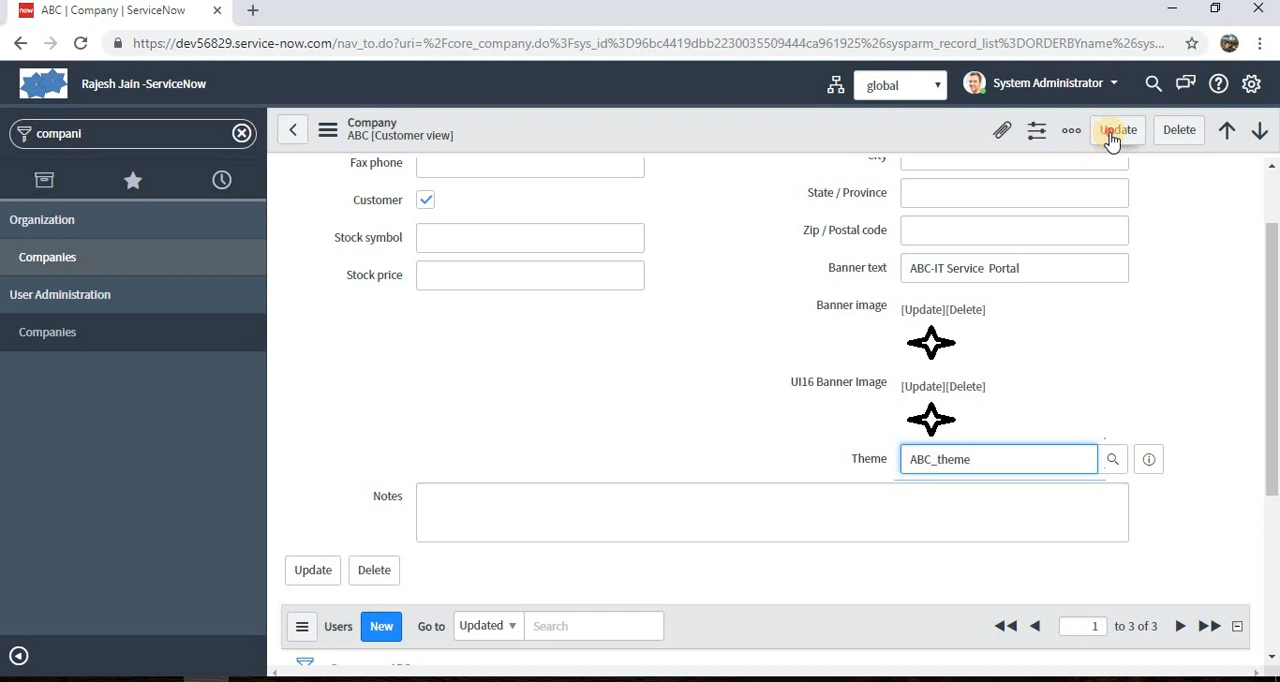 now ABC | Company | ServiceNow
https://dev56829.service-now.com/nav_to.do?uri=%2Fcore_company.do%3Fsys_id%3D96bc4419dbb2230035509444ca961925%26sysparm_record_list%3DORDERBYname%26sys...
Rajesh Jain -ServiceNow
global
System Administrator
compani
Company
ABC [Customer view]
Update
Delete
Organization
Companies
User Administration
Companies
Fax phone
City
Customer
State / Province
Stock symbol
Zip / Postal code
Stock price
Banner text
ABC-IT Service Portal
Banner image
[Update][Delete]
UI16 Banner Image
[Update][Delete]
Theme
ABC_theme
Notes
Update
Delete
Users
New
Go to
Updated
Search
1
to 3 of 3